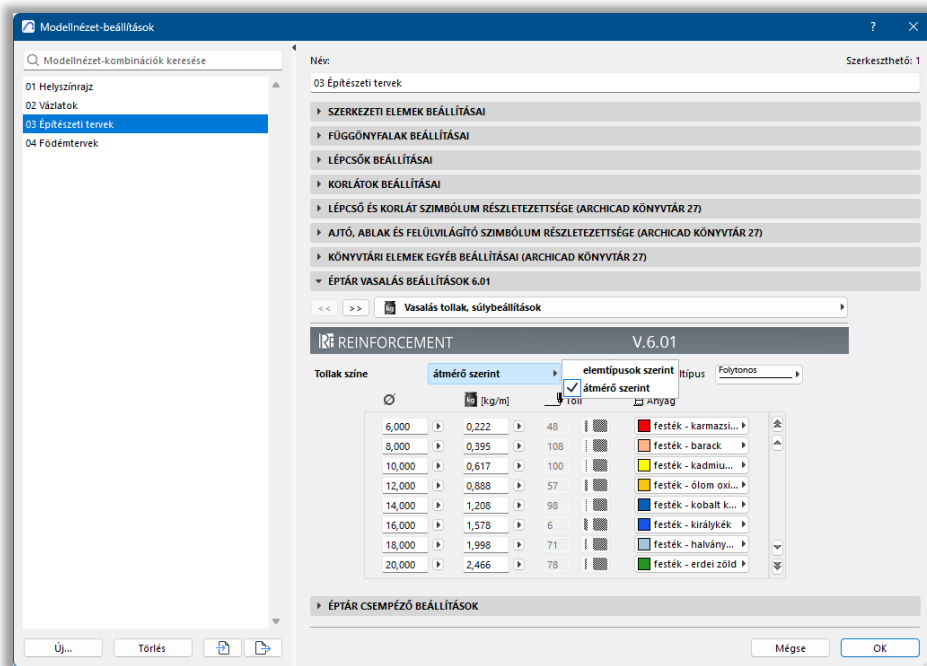 Modellnézet-beállítások
Modellnézet-kombinációk keresése
01 Helyszínrajz
02 Vázlatok
03 Építészeti tervek
04 Födémtervek
Új...
Törlés
Név:
Szerkeszthető: 1
03 Építészeti tervek
SZERKEZETI ELEMEK BEÁLLÍTÁSAI
FÜGGÖNYFALAK BEÁLLÍTÁSAI
LÉPCSŐK BEÁLLÍTÁSAI
KORLÁTOK BEÁLLÍTÁSAI
LÉPCSŐ ÉS KORLÁT SZIMBÓLUM RÉSZLETEZETTSÉGE (ARCHICAD KÖNYVTÁR 27)
AJTÓ, ABLAK ÉS FELÜLVILÁGÍTÓ SZIMBÓLUM RÉSZLETEZETTSÉGE (ARCHICAD KÖNYVTÁR 27)
KÖNYVTÁRI ELEMEK EGYÉB BEÁLLÍTÁSAI (ARCHICAD KÖNYVTÁR 27)
ÉPTÁR VASALÁS BEÁLLÍTÁSOK 6.01
<< >> kg Vasalás tollak, súlybeállítások
RE REINFORCEMENT V.6.01
Tollak színe átmérő szerint ltípus Folytonos
elemtípusok szerint
átmérő szerint
Ø kg [kg/m] Toll Anyag
6,000 0,222 48 festék - karmazsi...
8,000 0,395 108 festék - barack
10,000 0,617 100 festék - kadmiu...
12,000 0,888 57 festék - ólom oxi...
14,000 1,208 98 festék - kobalt k...
16,000 1,578 6 festék - királykék
18,000 1,998 71 festék - halvány...
20,000 2,466 78 festék - erdei zöld
ÉPTÁR CSEMPÉZŐ BEÁLLÍTÁSOK
Mégse
OK